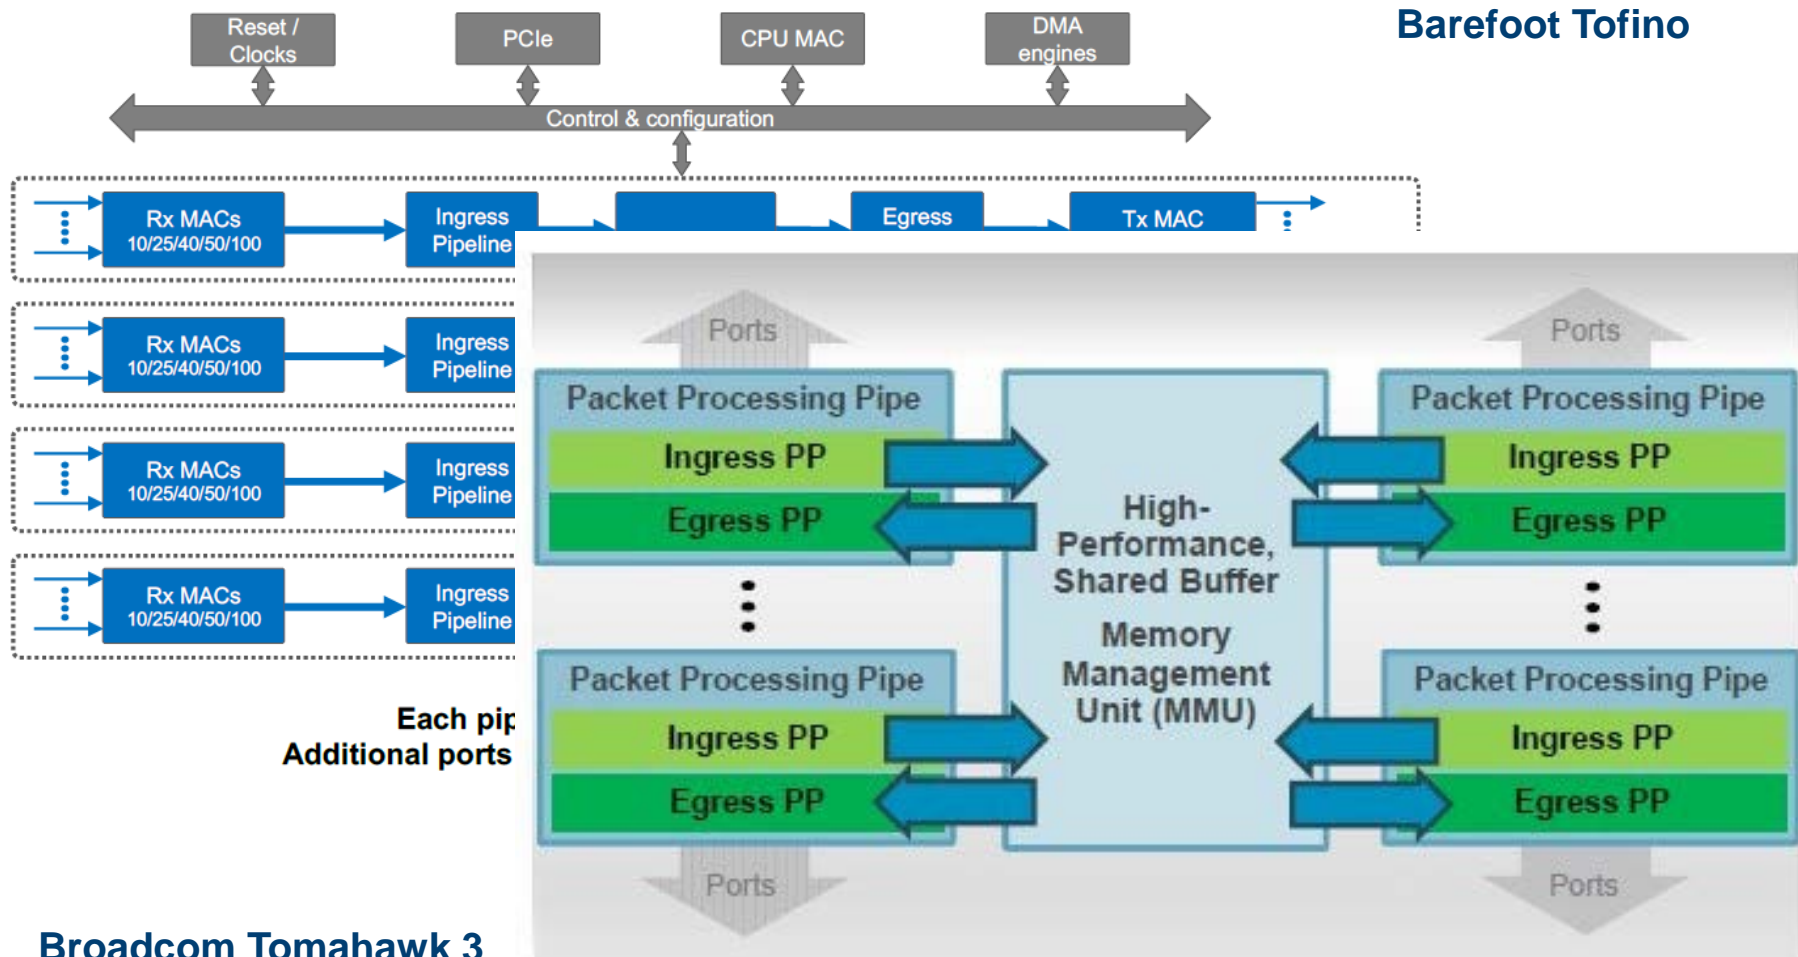 Barefoot Tofino
Reset /
Clocks
PCIe
CPU MAC
DMA
engines
Control & configuration
Rx MACs
10/25/40/50/100
Ingress
Pipeline
Egress
Tx MAC
Rx MACs
10/25/40/50/100
Ingress
Pipeline
Rx MACs
10/25/40/50/100
Ingress
Pipeline
Rx MACs
10/25/40/50/100
Ingress
Pipeline
Each pip
Additional ports
Ports
Ports
Packet Processing Pipe
Ingress PP
Egress PP
Packet Processing Pipe
Ingress PP
Egress PP
High-
Performance,
Shared Buffer
Memory
Management
Unit (MMU)
Packet Processing Pipe
Ingress PP
Egress PP
Packet Processing Pipe
Ingress PP
Egress PP
Ports
Ports
Broadcom Tomahawk 3